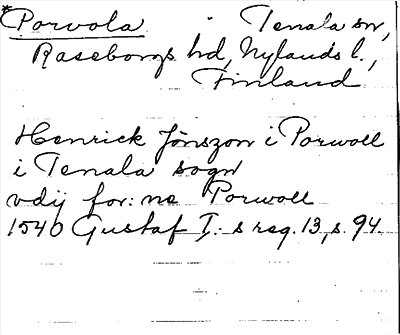 *Porvola . Tenala sn,
Raseborgs hd, Nylands l.,
Finland
Henrick Jönszon i Porwoll
i Tenala sogn
vdij for:ne Porwoll
1540 Gustaf I: s reg. 13, s. 94.